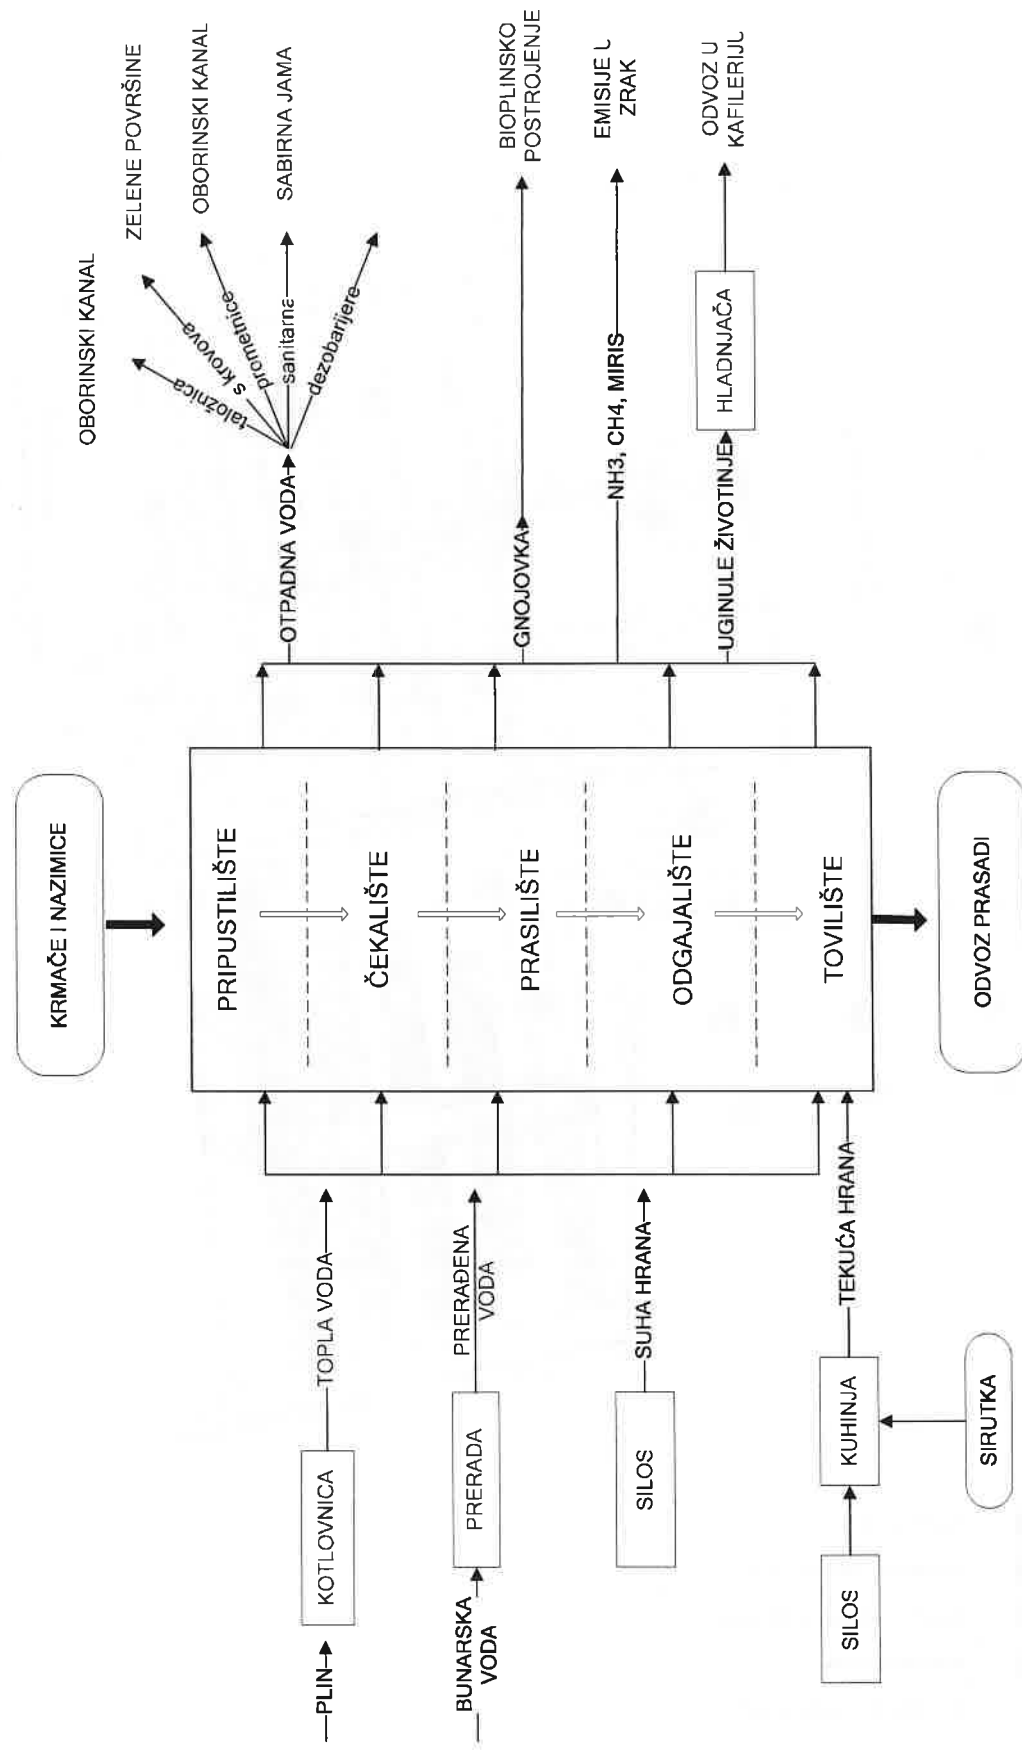 KRMAČE I NAZIMICE
PLIN
KOTLOVNICA
TOPLA VODA
BUNARSKA
VODA
PRERADA
PRERAĐENA
VODA
SILOS
SUHA HRANA
SILOS
KUHINJA
TEKUĆA HRANA
SIRUTKA
PRIPUSTILIŠTE
ČEKALIŠTE
PRASILIŠTE
ODGAJALIŠTE
TOVILIŠTE
ODVOZ PRASADI
OTPADNA VODA
taložnica
s krovova
prometnice
sanitarna
dezobarijere
OBORINSKI KANAL
ZELENE POVRŠINE
OBORINSKI KANAL
SABIRNA JAMA
GNOJOVKA
BIOPLINSKO
POSTROJENJE
NH3, CH4, MIRIS
EMISIJE U
ZRAK
UGINULE ŽIVOTINJE
HLADNJAČA
ODVOZ U
KAFILERIJU